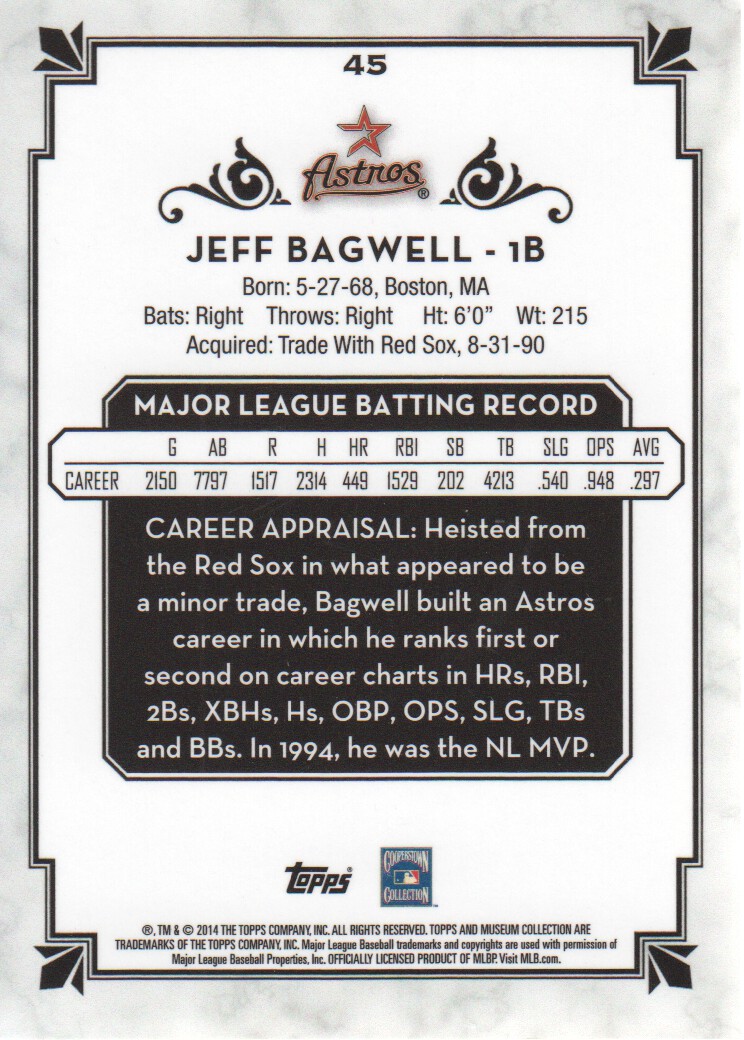 45
Astros®
JEFF BAGWELL - 1B
Born: 5-27-68, Boston, MA
Bats: Right Throws: Right Ht: 6'0" Wt: 215
Acquired: Trade With Red Sox, 8-31-90
MAJOR LEAGUE BATTING RECORD
G AB R H HR RBI SB TB SLG OPS AVG
CAREER 2150 7797 1517 2314 449 1529 202 4213 .540 .948 .297
CAREER APPRAISAL: Heisted from
the Red Sox in what appeared to be
a minor trade, Bagwell built an Astros
career in which he ranks first or
second on career charts in HRs, RBI,
2Bs, XBHs, Hs, OBP, OPS, SLG, TBs
and BBs. In 1994, he was the NL MVP.
topps®
COOPERSTOWN
COLLECTION™
®, TM & © 2014 THE TOPPS COMPANY, INC. ALL RIGHTS RESERVED. TOPPS AND MUSEUM COLLECTION ARE
TRADEMARKS OF THE TOPPS COMPANY, INC. Major League Baseball trademarks and copyrights are used with permission of
Major League Baseball Properties, Inc. OFFICIALLY LICENSED PRODUCT OF MLBP. Visit MLB.com.